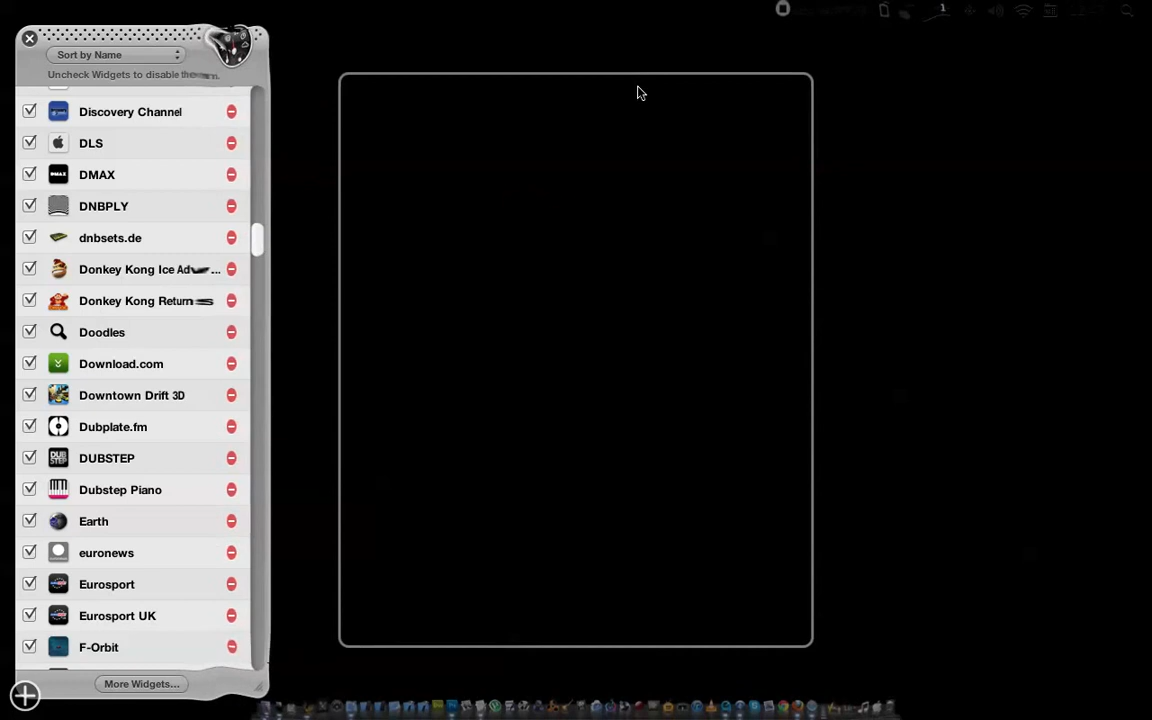 Sort by Name
Uncheck Widgets to disable them.
Discovery Channel
DLS
DMAX
DNBPLY
dnbsets.de
Donkey Kong Ice Ad...
Donkey Kong Return
Doodles
Download.com
Downtown Drift 3D
Dubplate.fm
DUBSTEP
Dubstep Piano
Earth
euronews
Eurosport
Eurosport UK
F-Orbit
More Widgets...